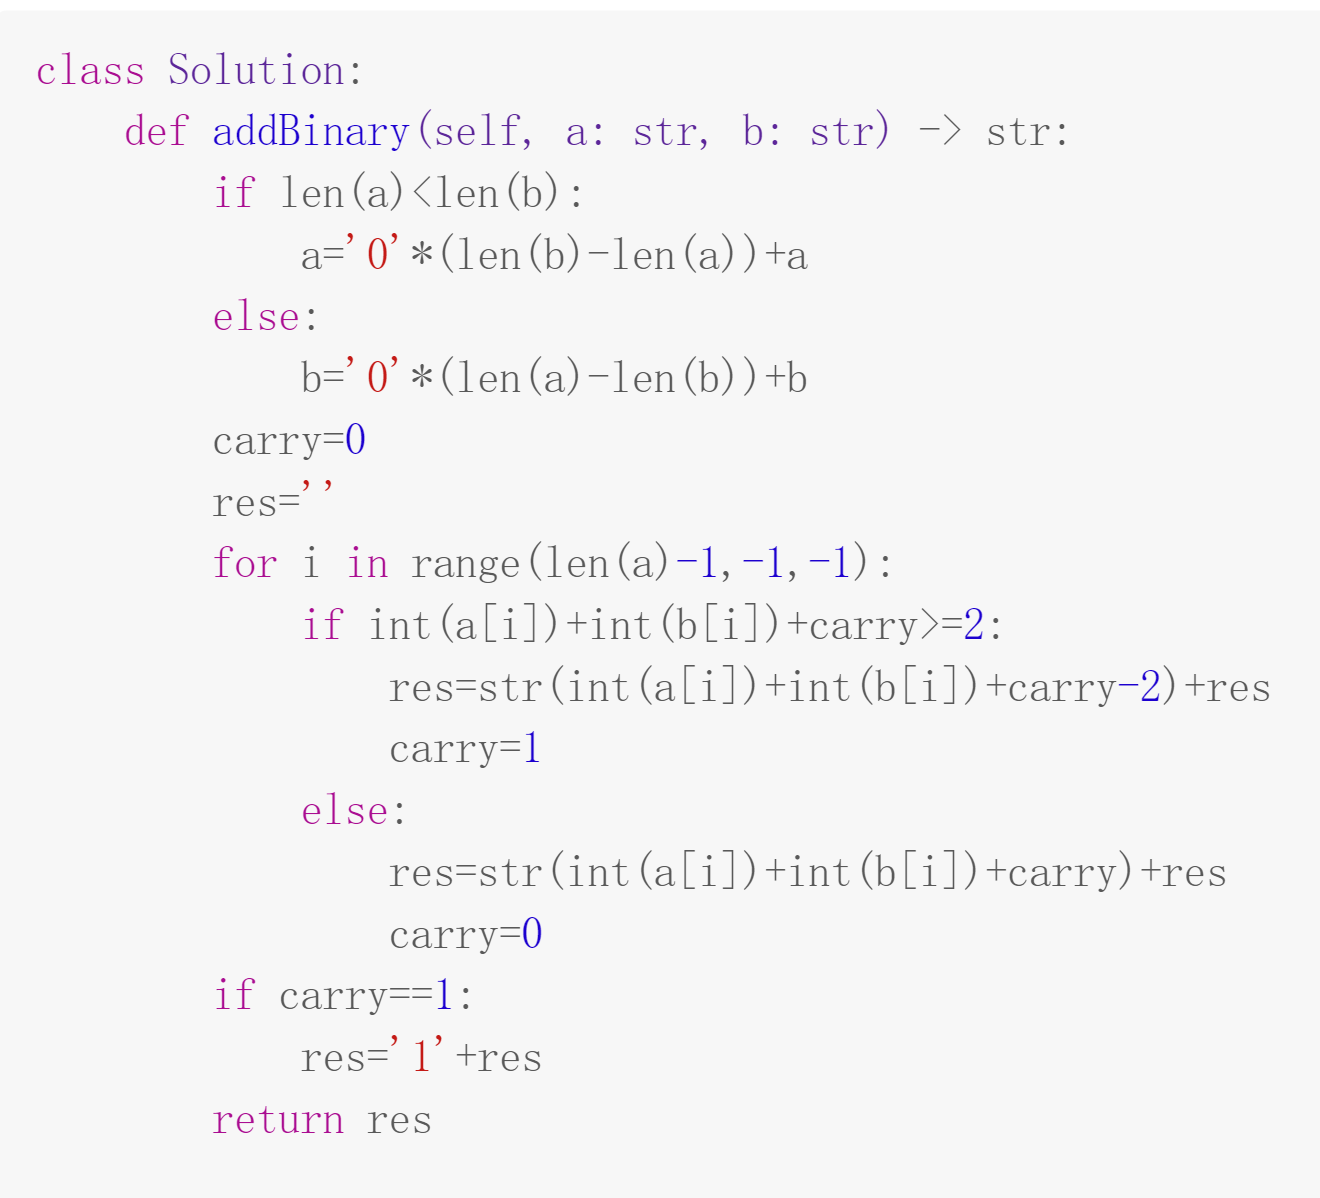 class Solution:
    def addBinary(self, a: str, b: str) -> str:
        if len(a)<len(b):
            a='0'*(len(b)-len(a))+a
        else:
            b='0'*(len(a)-len(b))+b
        carry=0
        res=''
        for i in range(len(a)-1,-1,-1):
            if int(a[i])+int(b[i])+carry>=2:
                res=str(int(a[i])+int(b[i])+carry-2)+res
                carry=1
            else:
                res=str(int(a[i])+int(b[i])+carry)+res
                carry=0
        if carry==1:
            res='1'+res
        return res